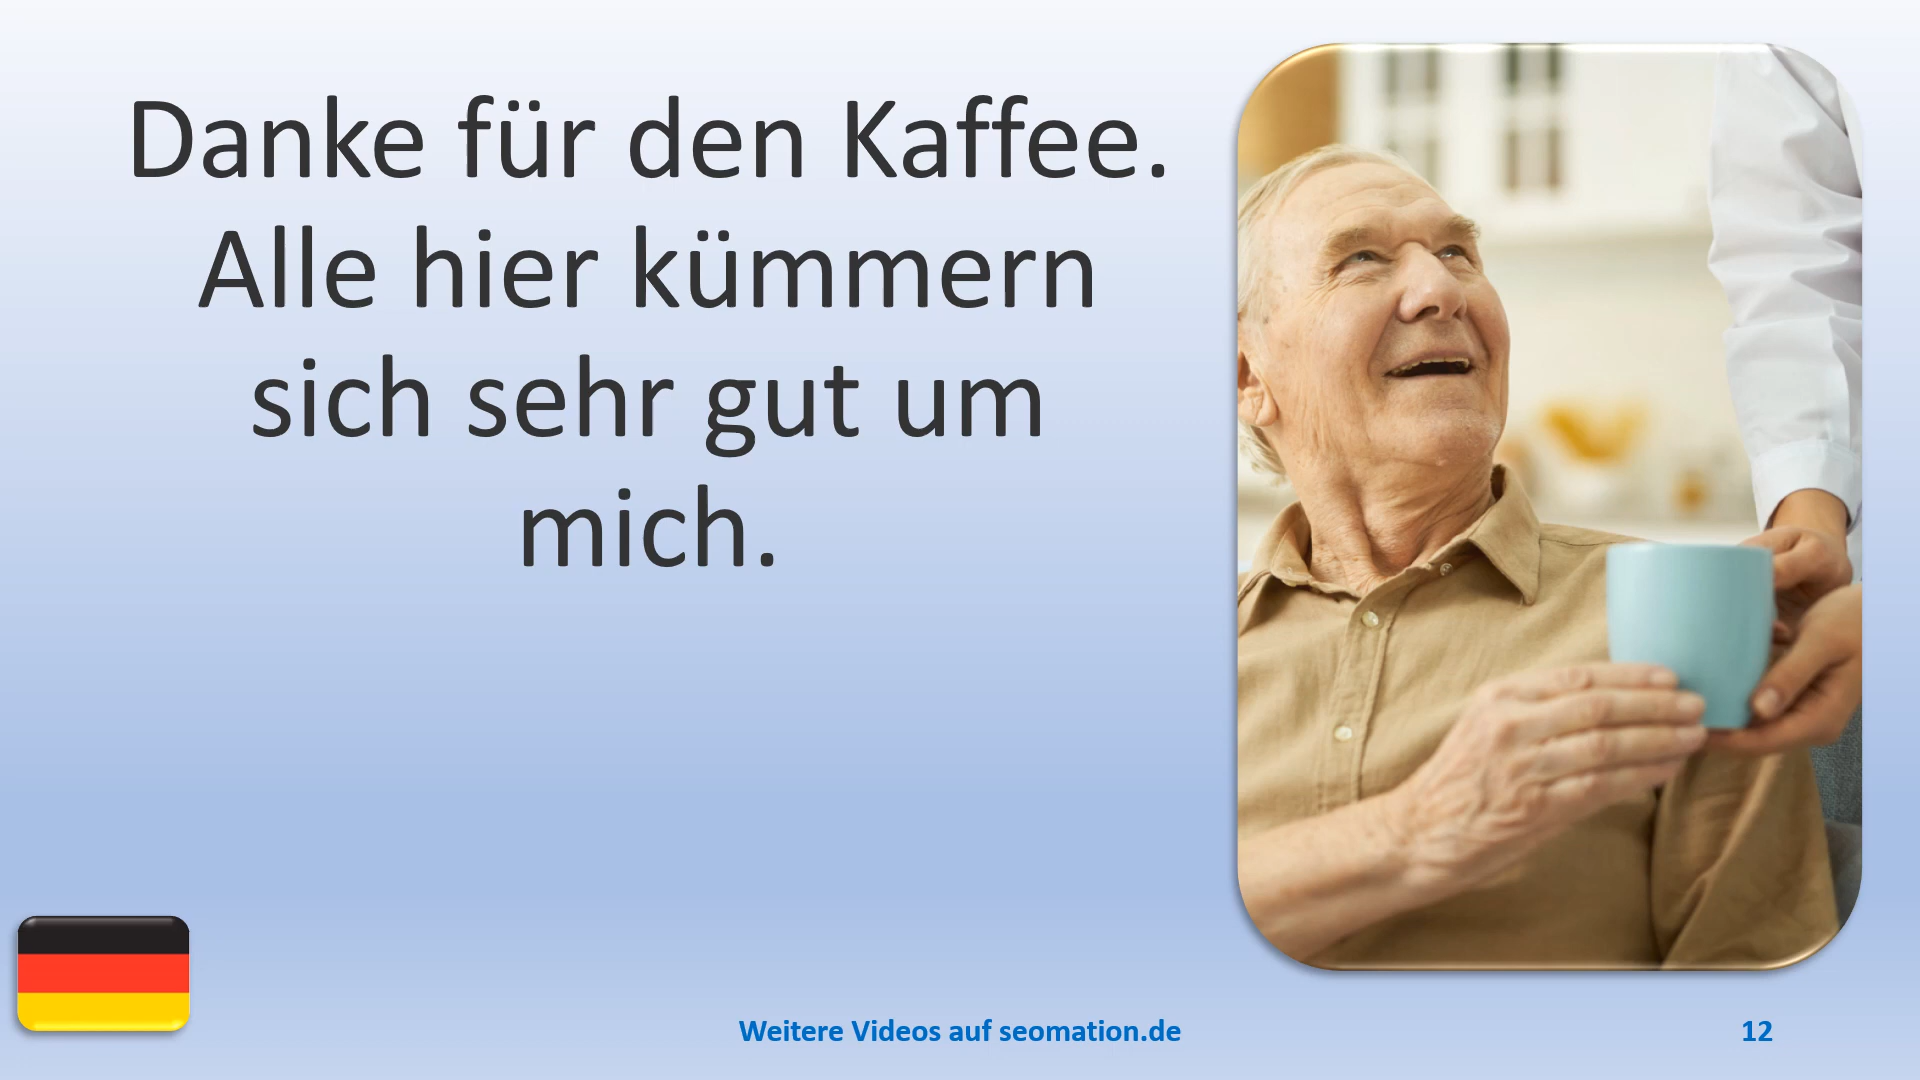 Danke für den Kaffee.
Alle hier kümmern
sich sehr gut um
mich.
Weitere Videos auf seomation.de
12